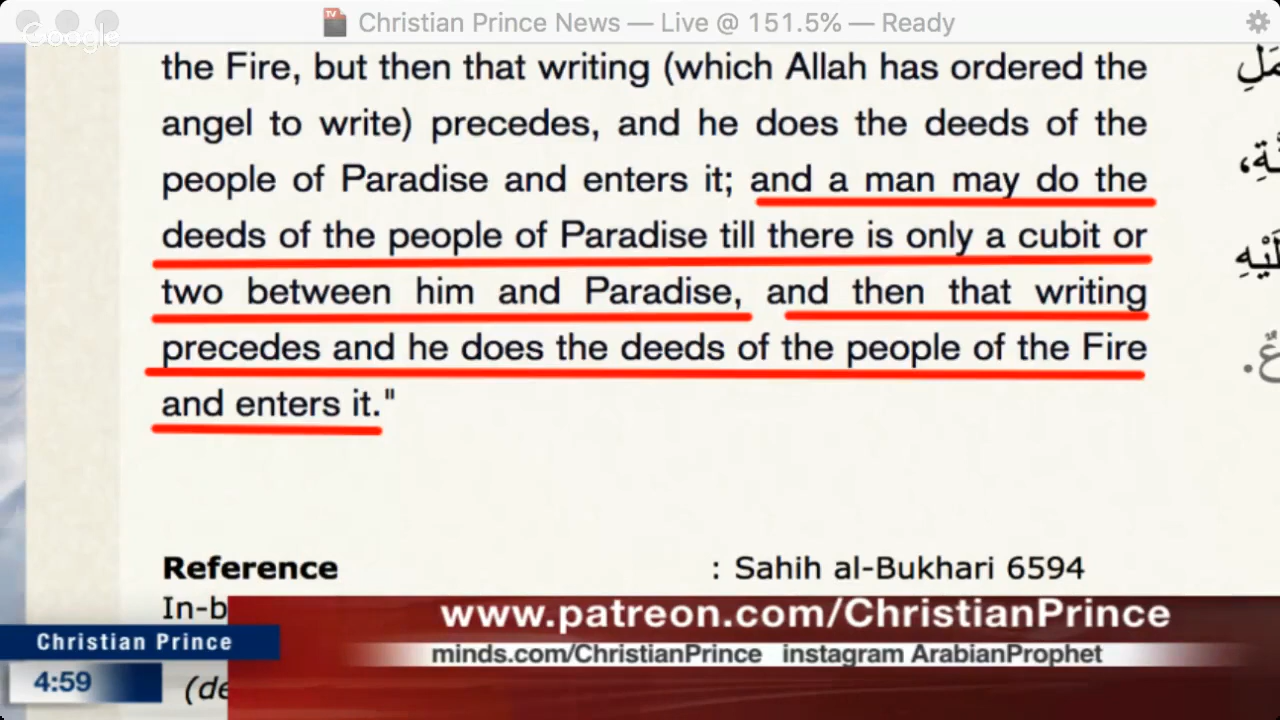 Christian Prince News — Live @ 151.5% — Ready
Google
the Fire, but then that writing (which Allah has ordered the
angel to write) precedes, and he does the deeds of the
people of Paradise and enters it; and a man may do the
deeds of the people of Paradise till there is only a cubit or
two between him and Paradise, and then that writing
precedes and he does the deeds of the people of the Fire
and enters it."
Reference : Sahih al-Bukhari 6594
In-b
www.patreon.com/ChristianPrince
Christian Prince
minds.com/ChristianPrince instagram ArabianProphet
4:59
(de